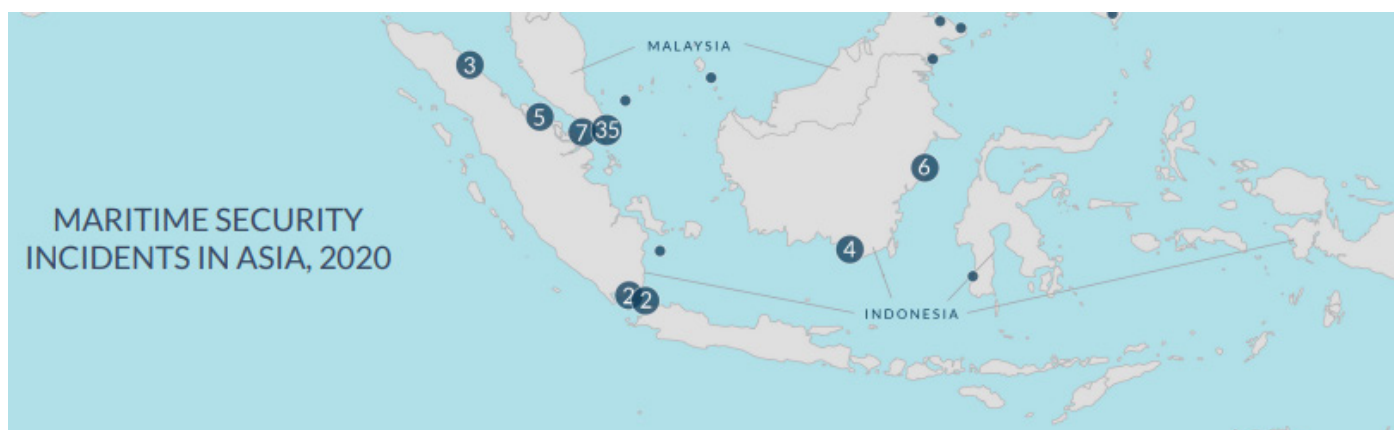 MALAYSIA
3
5
7
35
6
MARITIME SECURITY
INCIDENTS IN ASIA, 2020
4
2
2
INDONESIA